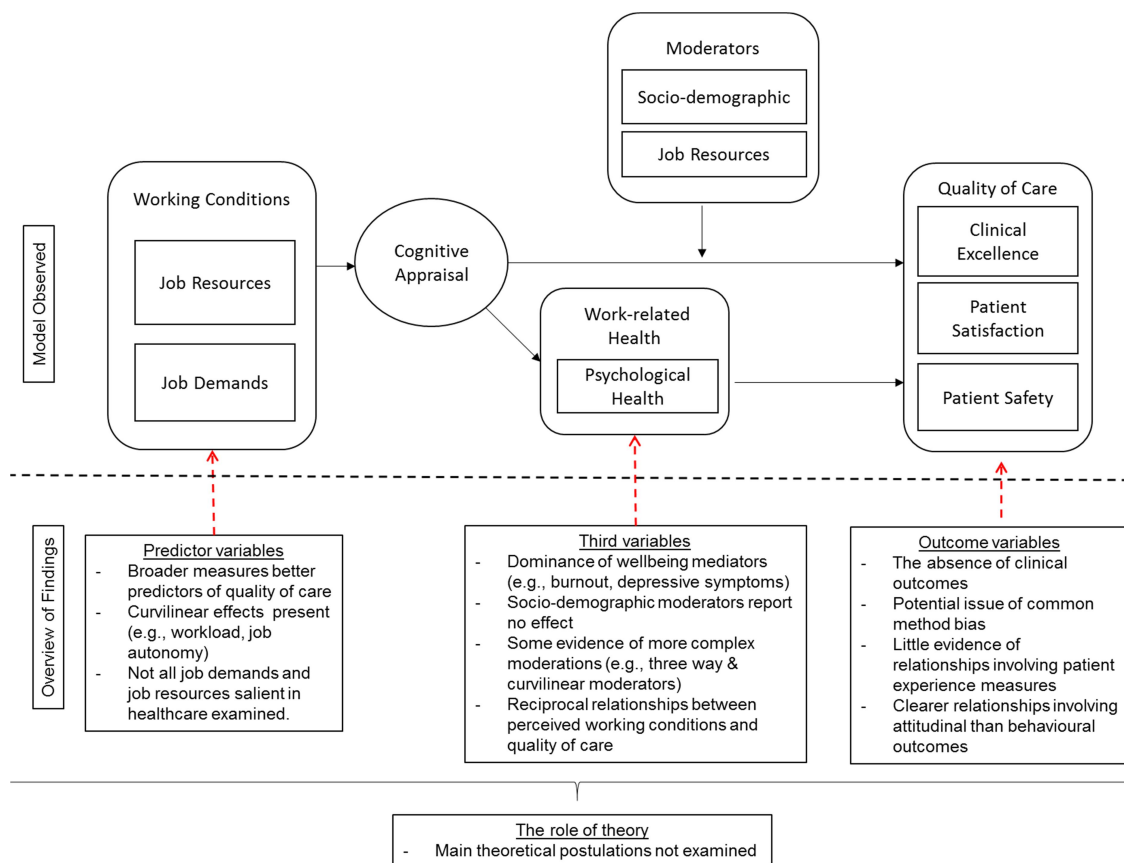 Moderators
Socio-demographic
Job Resources
Working Conditions
Job Resources
Job Demands
Cognitive
Appraisal
Work-related
Health
Psychological
Health
Quality of Care
Clinical
Excellence
Patient
Satisfaction
Patient Safety
Model Observed
Overview of Findings
Predictor variables
- Broader measures better
predictors of quality of care
- Curvilinear effects present
(e.g., workload, job
autonomy)
- Not all job demands and
job resources salient in
healthcare examined.
Third variables
- Dominance of wellbeing mediators
(e.g., burnout, depressive symptoms)
- Socio-demographic moderators report
no effect
- Some evidence of more complex
moderations (e.g., three way &
curvilinear moderators)
- Reciprocal relationships between
perceived working conditions and
quality of care
Outcome variables
- The absence of clinical
outcomes
- Potential issue of common
method bias
- Little evidence of
relationships involving patient
experience measures
- Clearer relationships involving
attitudinal than behavioural
outcomes
The role of theory
- Main theoretical postulations not examined